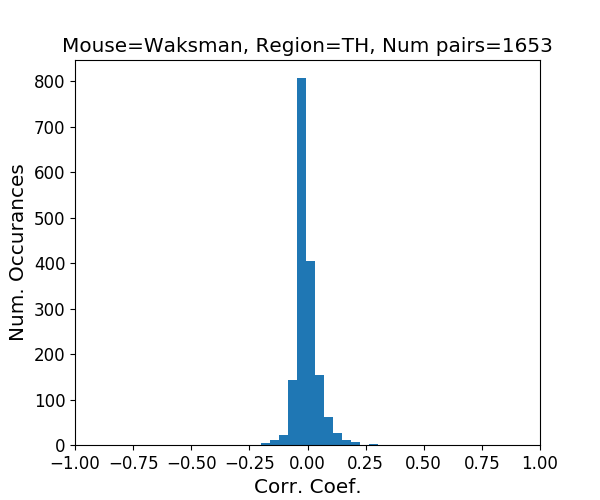 Mouse=Waksman, Region=TH, Num pairs=1653
800
700
600
500
400
300
200
100
0
Num. Occurances
−1.00 −0.75 −0.50 −0.25 0.00 0.25 0.50 0.75 1.00
Corr. Coef.